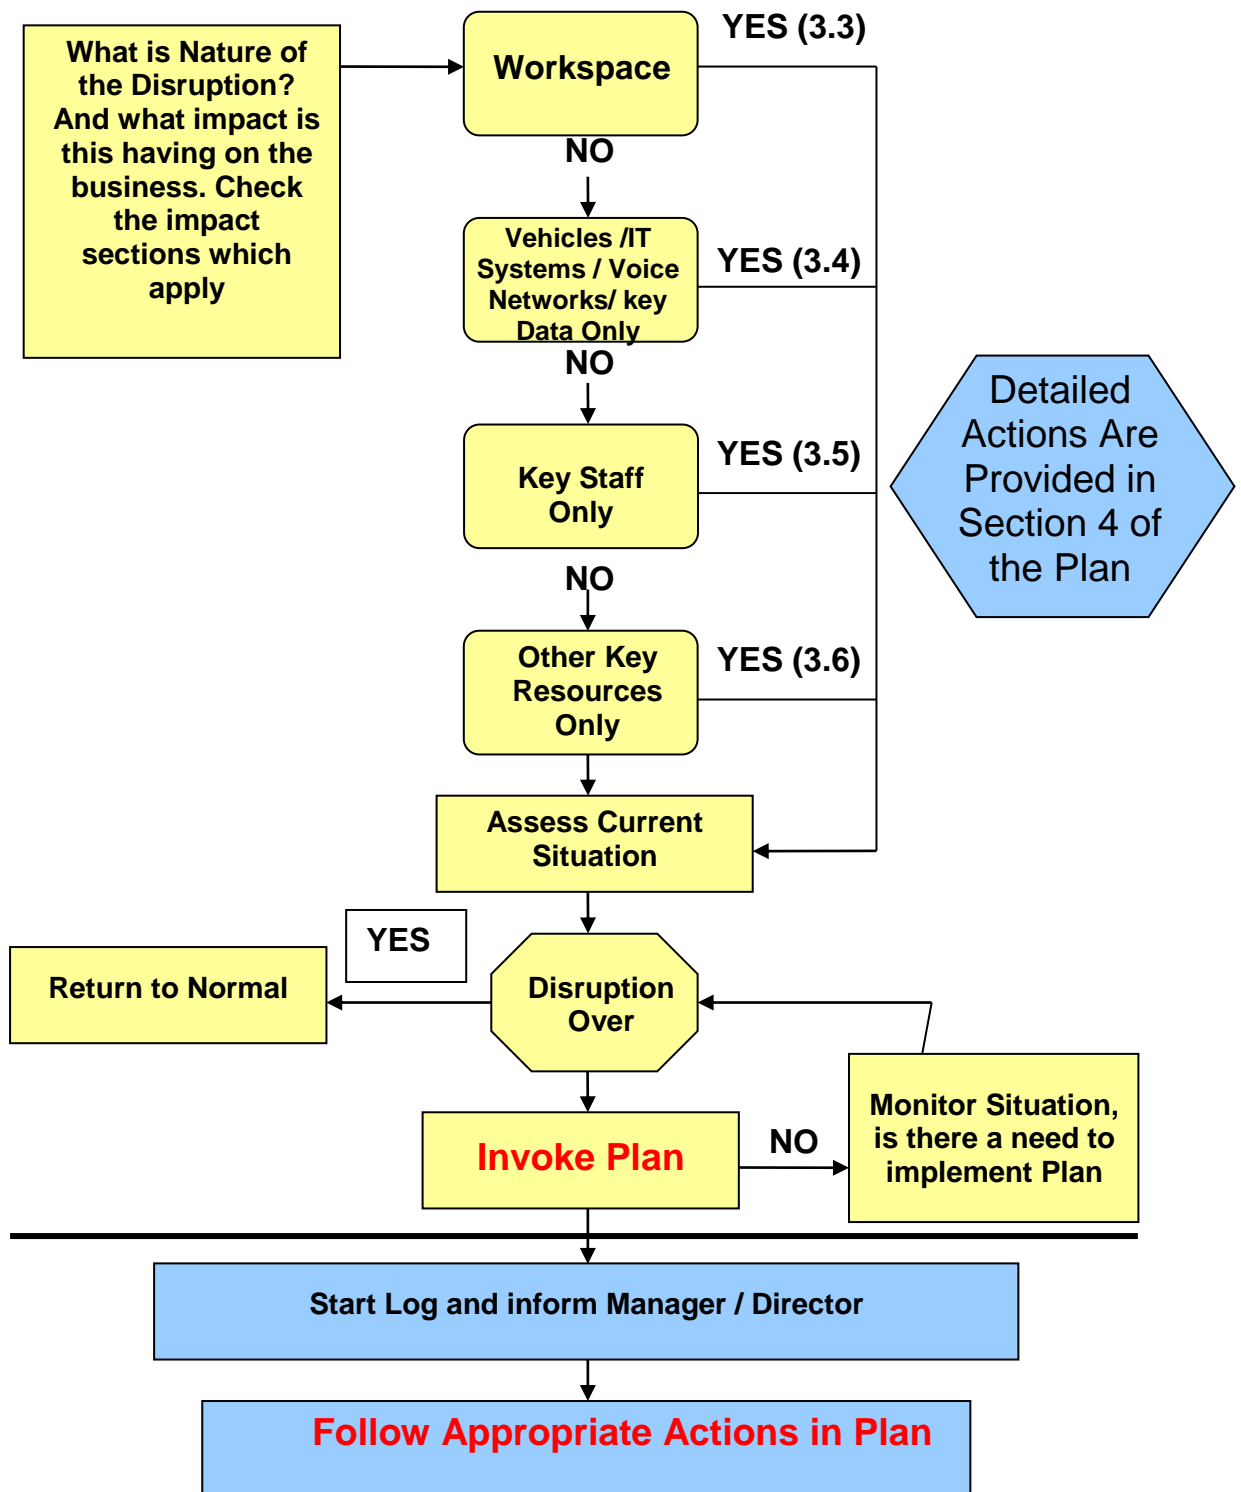 What is Nature of
the Disruption?
And what impact is
this having on the
business. Check
the impact
sections which
apply
Workspace
YES (3.3)
NO
Vehicles /IT
Systems / Voice
Networks/ key
Data Only
YES (3.4)
NO
Key Staff
Only
YES (3.5)
NO
Other Key
Resources
Only
YES (3.6)
Detailed
Actions Are
Provided in
Section 4 of
the Plan
Assess Current
Situation
YES
Return to Normal
Disruption
Over
Invoke Plan
NO
Monitor Situation,
is there a need to
implement Plan
Start Log and inform Manager / Director
Follow Appropriate Actions in Plan